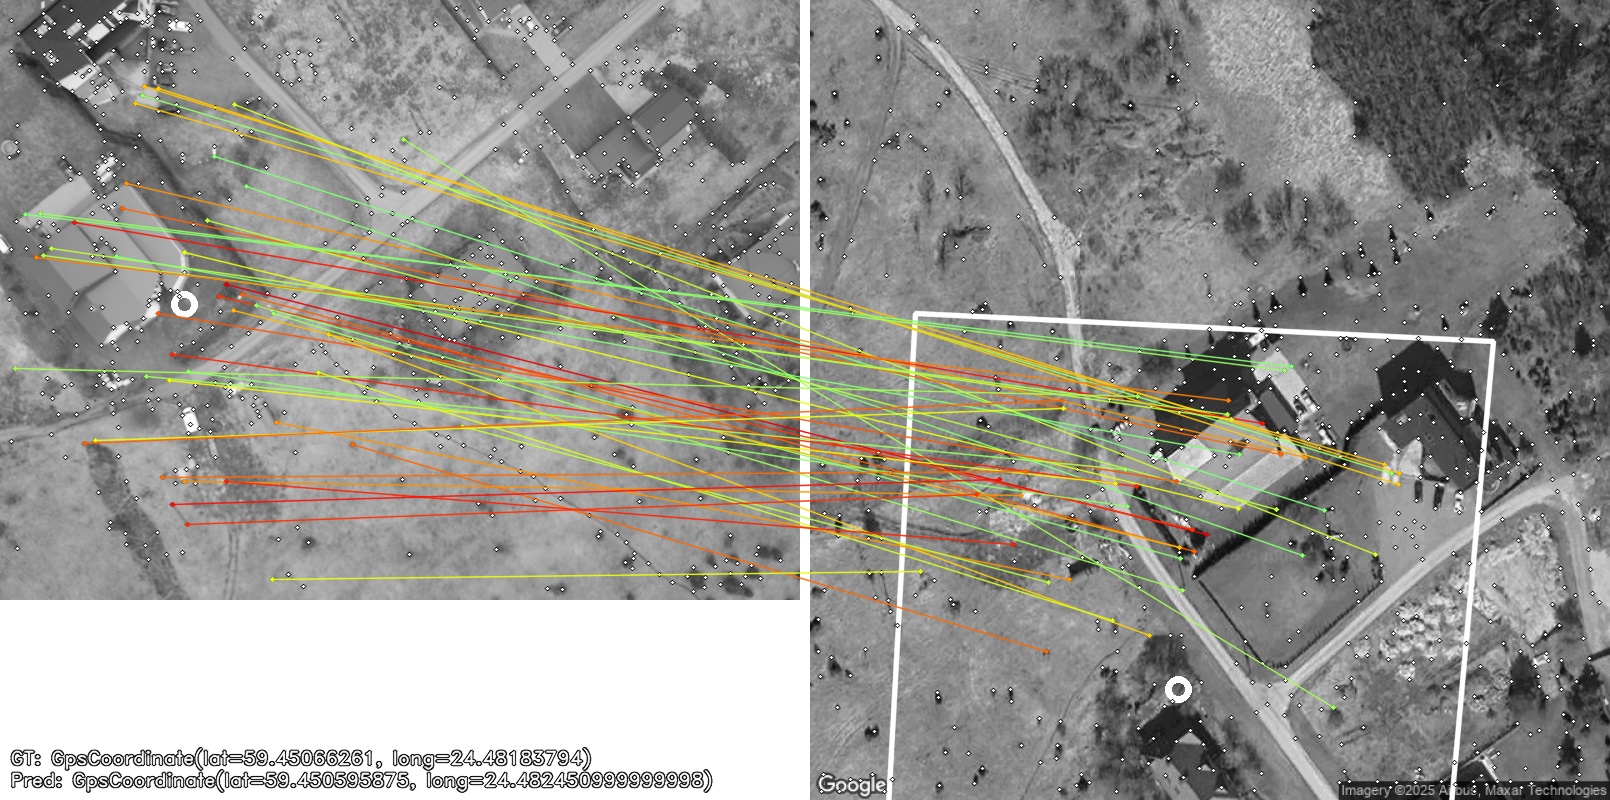 GT: GpsCoordinate(lat=59.45066261, long=24.48183794)
Pred: GpsCoordinate(lat=59.450595875, long=24.482450999999998)
Google
Imagery ©2025 Airbus, Maxar Technologies